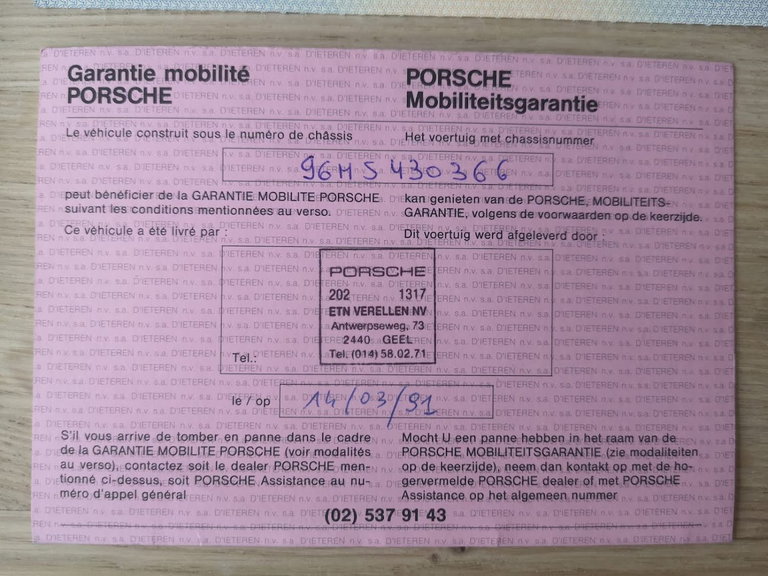 Garantie mobilité
PORSCHE
PORSCHE
Mobiliteitsgarantie
Le véhicule construit sous le numéro de châssis
Het voertuig met chassisnummer
96MS430366
peut bénéficier de la GARANTIE MOBILITE PORSCHE
suivant les conditions mentionnées au verso.
kan genieten van de PORSCHE, MOBILITEITS-
GARANTIE, volgens de voorwaarden op de keerzijde.
Ce véhicule a été livré par :
Dit voertuig werd afgeleverd door :
PORSCHE
202 1317
ETN VERELLEN NV
Antwerpseweg, 73
2440 GEEL
Tel. (014) 58.02.71
Tel.:
le / op
14/03/91
S'il vous arrive de tomber en panne dans le cadre
de la GARANTIE MOBILITE PORSCHE (voir modalités
au verso), contactez soit le dealer PORSCHE men-
tionné ci-dessus, soit PORSCHE Assistance au nu-
méro d'appel général
Mocht U een panne hebben in het raam van de
PORSCHE MOBILITEITSGARANTIE (zie modaliteiten
op de keerzijde), neem dan kontakt op met de ho-
gervermelde PORSCHE dealer of met PORSCHE
Assistance op het algemeen nummer
(02) 537 91 43